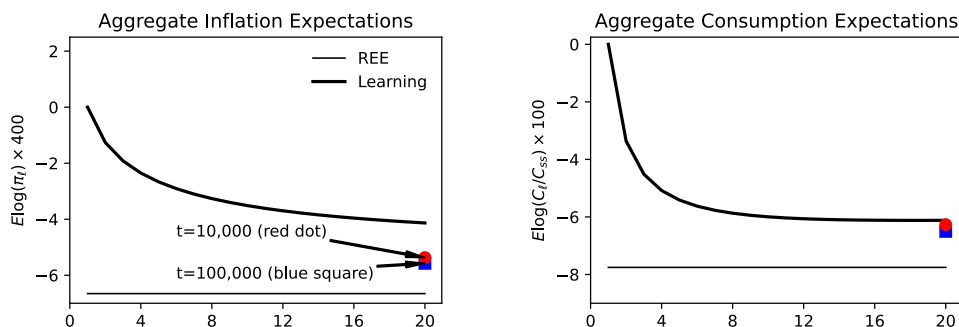 Aggregate Inflation Expectations
Elog(πₜ) × 400
2
0
−2
−4
−6
REE
Learning
t=10,000 (red dot)
t=100,000 (blue square)
0 4 8 12 16 20
Aggregate Consumption Expectations
Elog(Cₜ/Cₛₛ) × 100
0
−2
−4
−6
−8
0 4 8 12 16 20